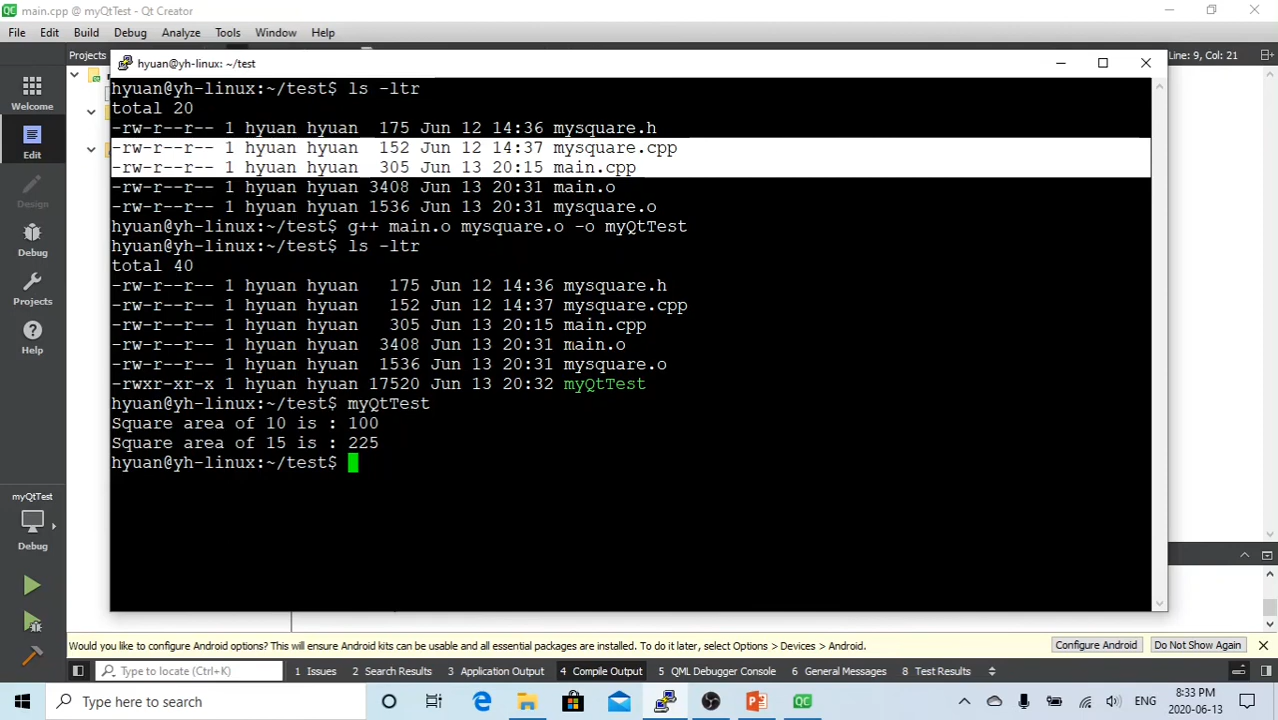 main.cpp @ myQtTest - Qt Creator
File Edit Build Debug Analyze Tools Window Help
Projects
Line: 9, Col: 21
hyuan@yh-linux: ~/test
hyuan@yh-linux:~/test$ ls -ltr
total 20
-rw-r--r-- 1 hyuan hyuan  175 Jun 12 14:36 mysquare.h
-rw-r--r-- 1 hyuan hyuan  152 Jun 12 14:37 mysquare.cpp
-rw-r--r-- 1 hyuan hyuan  305 Jun 13 20:15 main.cpp
-rw-r--r-- 1 hyuan hyuan 3408 Jun 13 20:31 main.o
-rw-r--r-- 1 hyuan hyuan 1536 Jun 13 20:31 mysquare.o
hyuan@yh-linux:~/test$ g++ main.o mysquare.o -o myQtTest
hyuan@yh-linux:~/test$ ls -ltr
total 40
-rw-r--r-- 1 hyuan hyuan   175 Jun 12 14:36 mysquare.h
-rw-r--r-- 1 hyuan hyuan   152 Jun 12 14:37 mysquare.cpp
-rw-r--r-- 1 hyuan hyuan   305 Jun 13 20:15 main.cpp
-rw-r--r-- 1 hyuan hyuan  3408 Jun 13 20:31 main.o
-rw-r--r-- 1 hyuan hyuan  1536 Jun 13 20:31 mysquare.o
-rwxr-xr-x 1 hyuan hyuan 17520 Jun 13 20:32 myQtTest
hyuan@yh-linux:~/test$ myQtTest
Square area of 10 is : 100
Square area of 15 is : 225
hyuan@yh-linux:~/test$
Welcome
Edit
Design
Debug
Projects
Help
myQtTest
Debug
Would you like to configure Android options? This will ensure Android kits can be usable and all essential packages are installed. To do it later, select Options > Devices > Android.
Configure Android
Do Not Show Again
Type to locate (Ctrl+K)
1 Issues 2 Search Results 3 Application Output 4 Compile Output 5 QML Debugger Console 6 General Messages 8 Test Results
Type here to search
QC
ENG
8:33 PM
2020-06-13